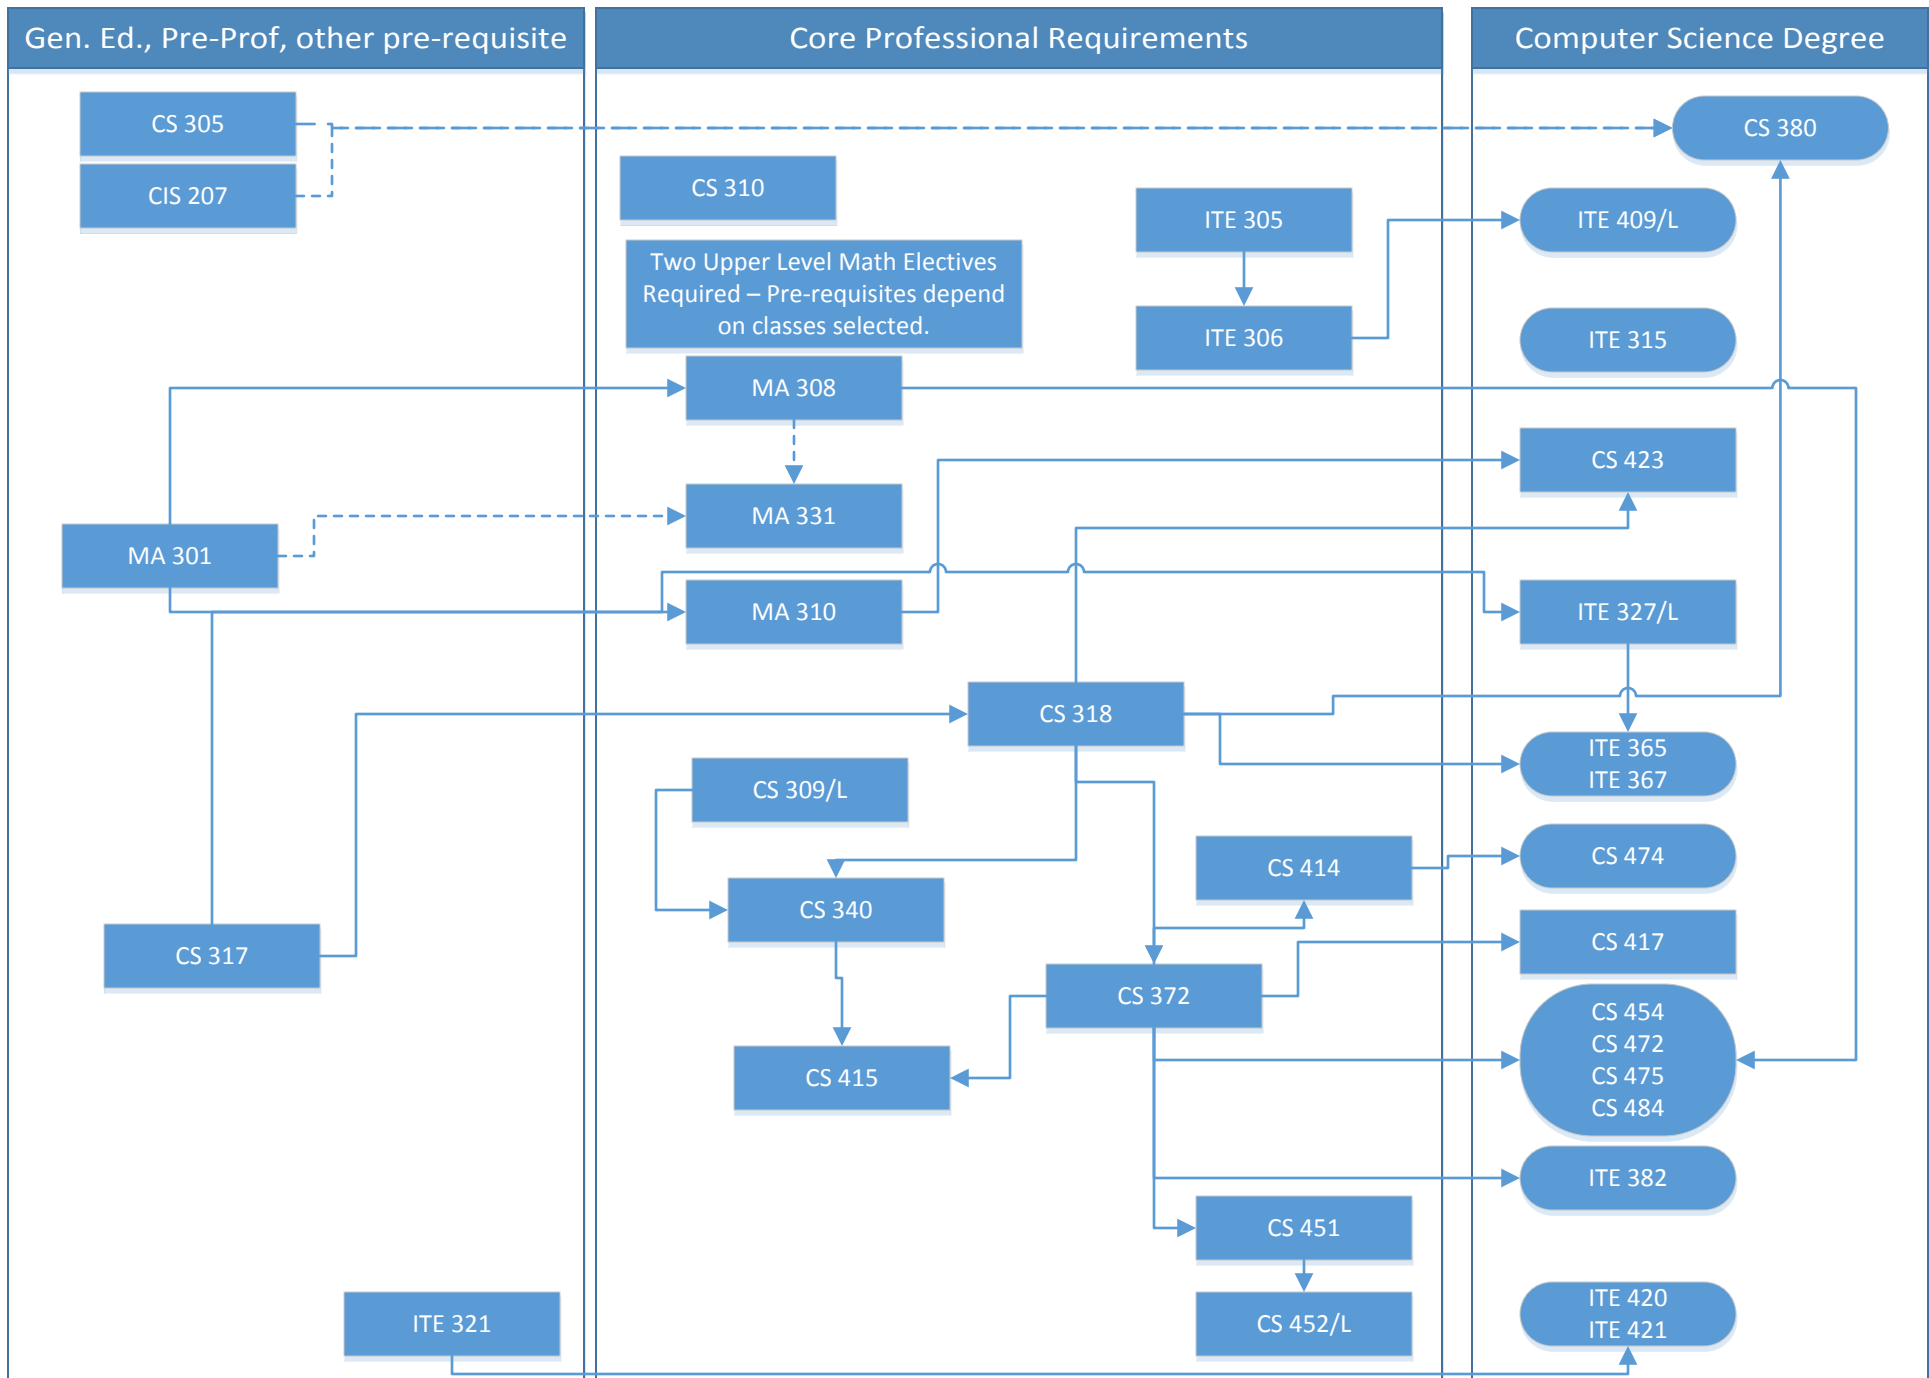 Gen. Ed., Pre-Prof, other pre-requisite
Core Professional Requirements
Computer Science Degree
CS 305
CIS 207
MA 301
CS 317
ITE 321
CS 310
Two Upper Level Math Electives
Required – Pre-requisites depend
on classes selected.
ITE 305
ITE 306
MA 308
MA 331
MA 310
CS 318
CS 309/L
CS 340
CS 414
CS 372
CS 415
CS 451
CS 452/L
CS 380
ITE 409/L
ITE 315
CS 423
ITE 327/L
ITE 365
ITE 367
CS 474
CS 417
CS 454
CS 472
CS 475
CS 484
ITE 382
ITE 420
ITE 421